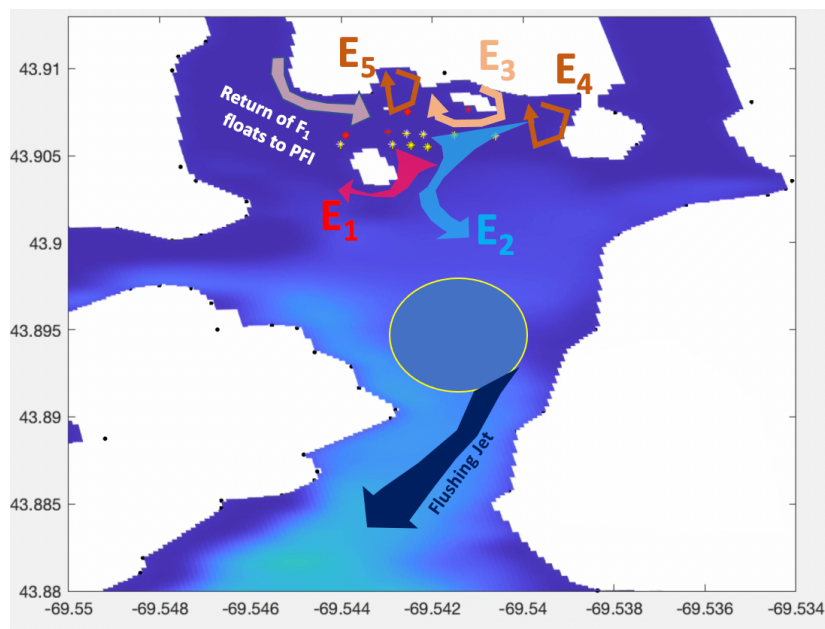 43.91
43.905
43.9
43.895
43.89
43.885
43.88
E5
E3
E4
Return of F1
floats to PFI
E1
E2
Flushing Jet
-69.55
-69.548
-69.546
-69.544
-69.542
-69.54
-69.538
-69.536
-69.534